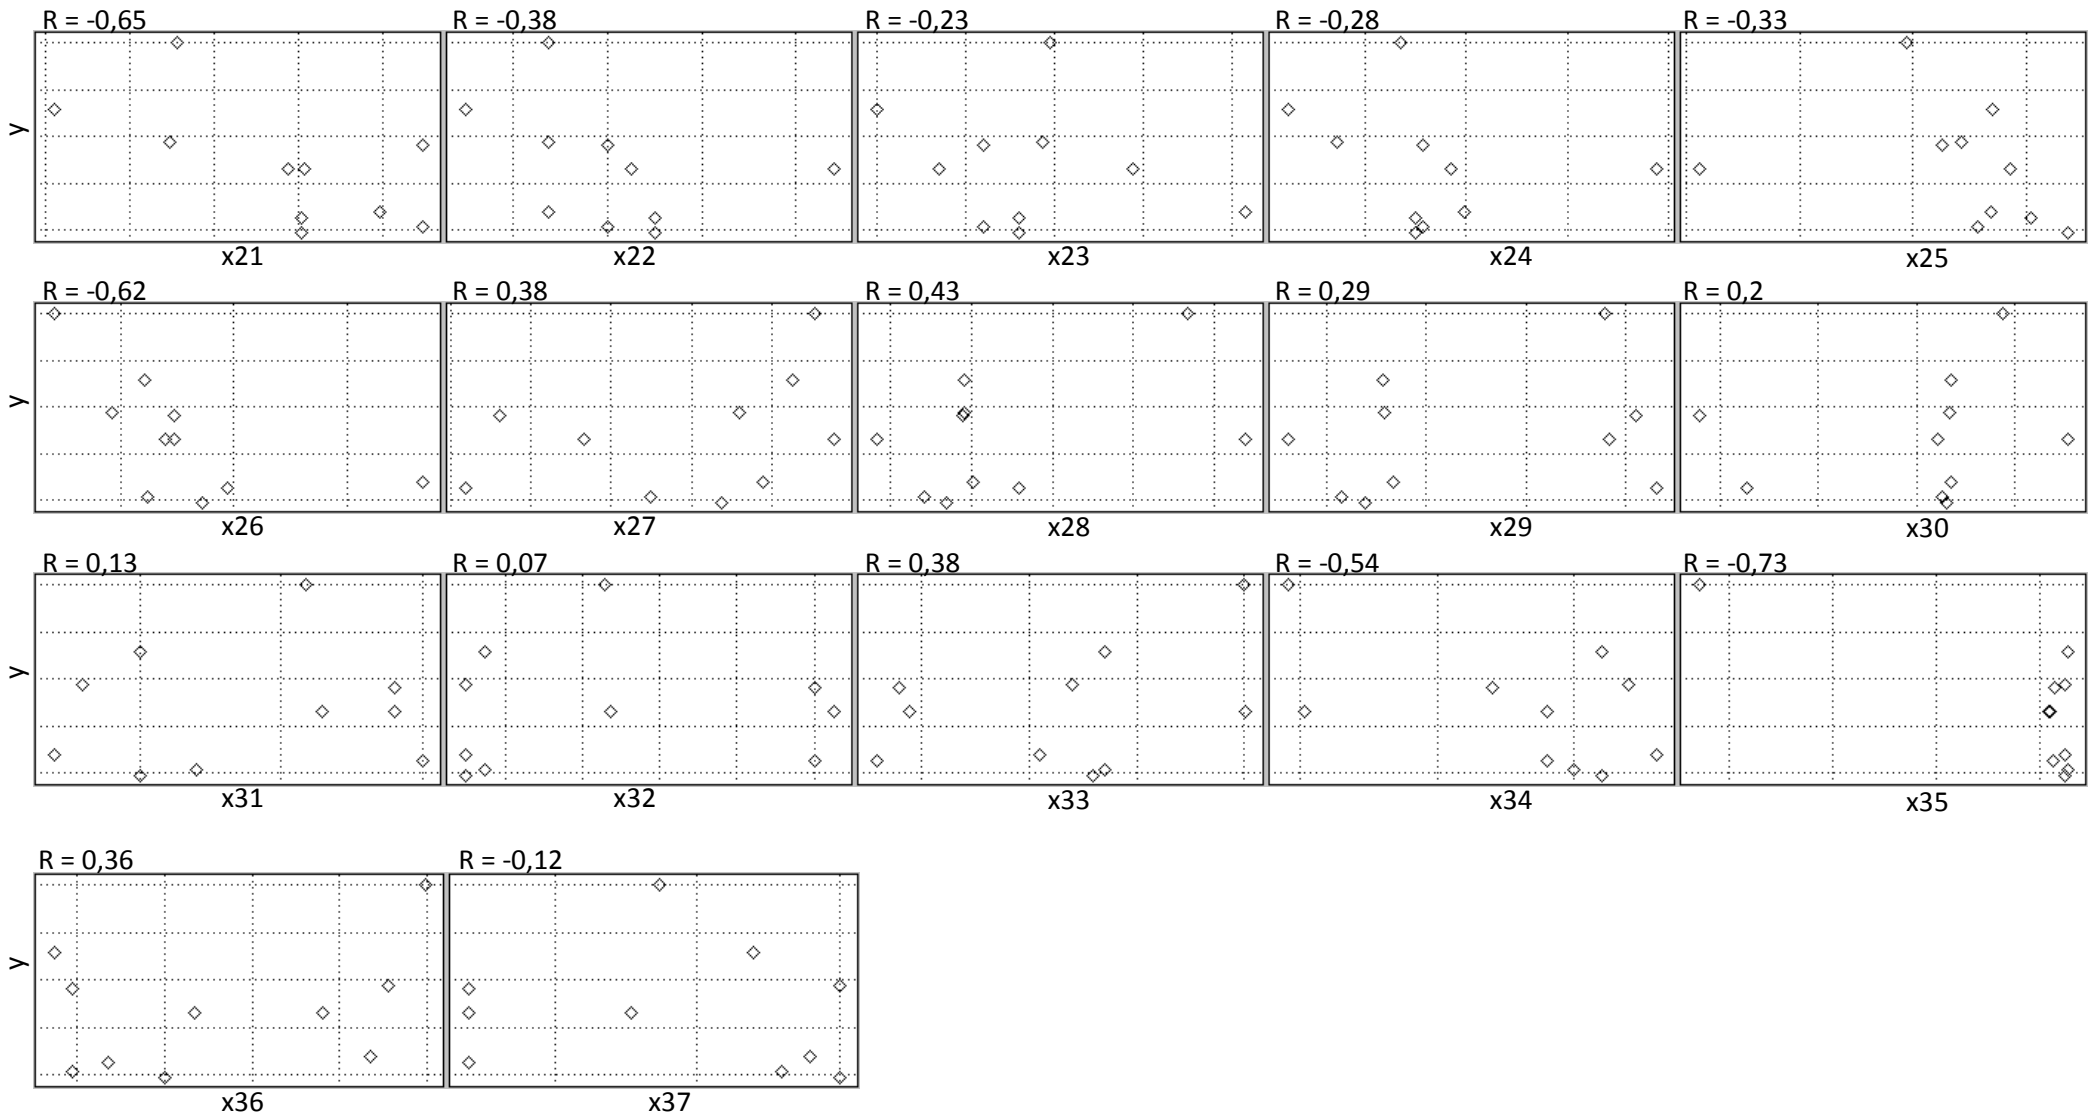 R = -0,65 R = -0,38 R = -0,23 R = -0,28 R = -0,33
y
x21 x22 x23 x24 x25
R = -0,62 R = 0,38 R = 0,43 R = 0,29 R = 0,2
y
x26 x27 x28 x29 x30
R = 0,13 R = 0,07 R = 0,38 R = -0,54 R = -0,73
y
x31 x32 x33 x34 x35
R = 0,36 R = -0,12
y
x36 x37